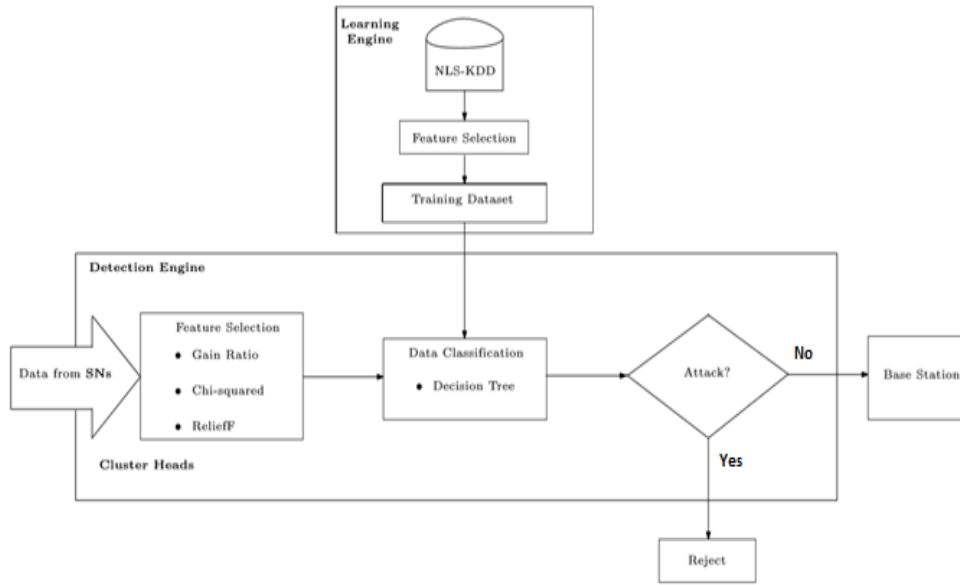 Learning
Engine
NLS-KDD
Feature Selection
Training Dataset
Detection Engine
Data from SNs
Feature Selection
● Gain Ratio
● Chi-squared
● ReliefF
Cluster Heads
Data Classification
● Decision Tree
Attack?
No
Yes
Base Station
Reject